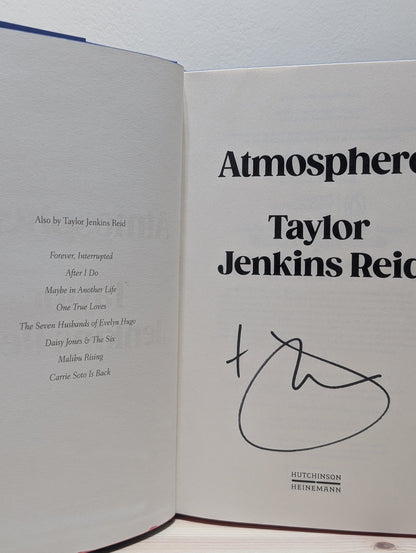 Also by Taylor Jenkins Reid
Forever, Interrupted
After I Do
Maybe in Another Life
One True Loves
The Seven Husbands of Evelyn Hugo
Daisy Jones & The Six
Malibu Rising
Carrie Soto Is Back
Atmosphere
Taylor
Jenkins Reid
HUTCHINSON
HEINEMANN